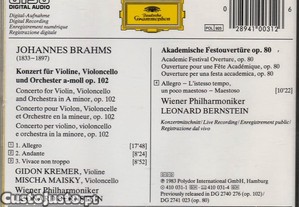 DIGITAL AUDIO
Digital Recording
Enregistrement numérique
Registrazione digitale
Deutsche
Grammophon
0
6
28941 00312
JOHANNES BRAHMS
(1833–1897)
Konzert für Violine, Violoncello
und Orchester a-moll op. 102
Concerto for Violin, Violoncello
and Orchestra in A minor, op. 102
Concerto pour Violon, Violoncelle
et Orchestre en la mineur, op. 102
Concerto per violino, violoncello
e orchestra in la minore, op. 102
1. Allegro [17'48]
2. Andante [8'24]
3. Vivace non troppo [8'52]
GIDON KREMER, Violine
MISCHA MAISKY, Violoncello
Wiener Philharmoniker
Akademische Festouvertüre op. 80
Academic Festival Overture, op. 80
Ouverture pour une Fête Académique, op. 80
Ouverture per una festa accademica, op. 80
Allegro – L'istesso tempo,
un poco maestoso – Maestoso [10'22]
Wiener Philharmoniker
LEONARD BERNSTEIN
Konzertmitschnitt / Live Recording / Enregistrement public /
Registrazione dal vivo
℗ 1983 Polydor International GmbH, Hamburg
Custo Justo